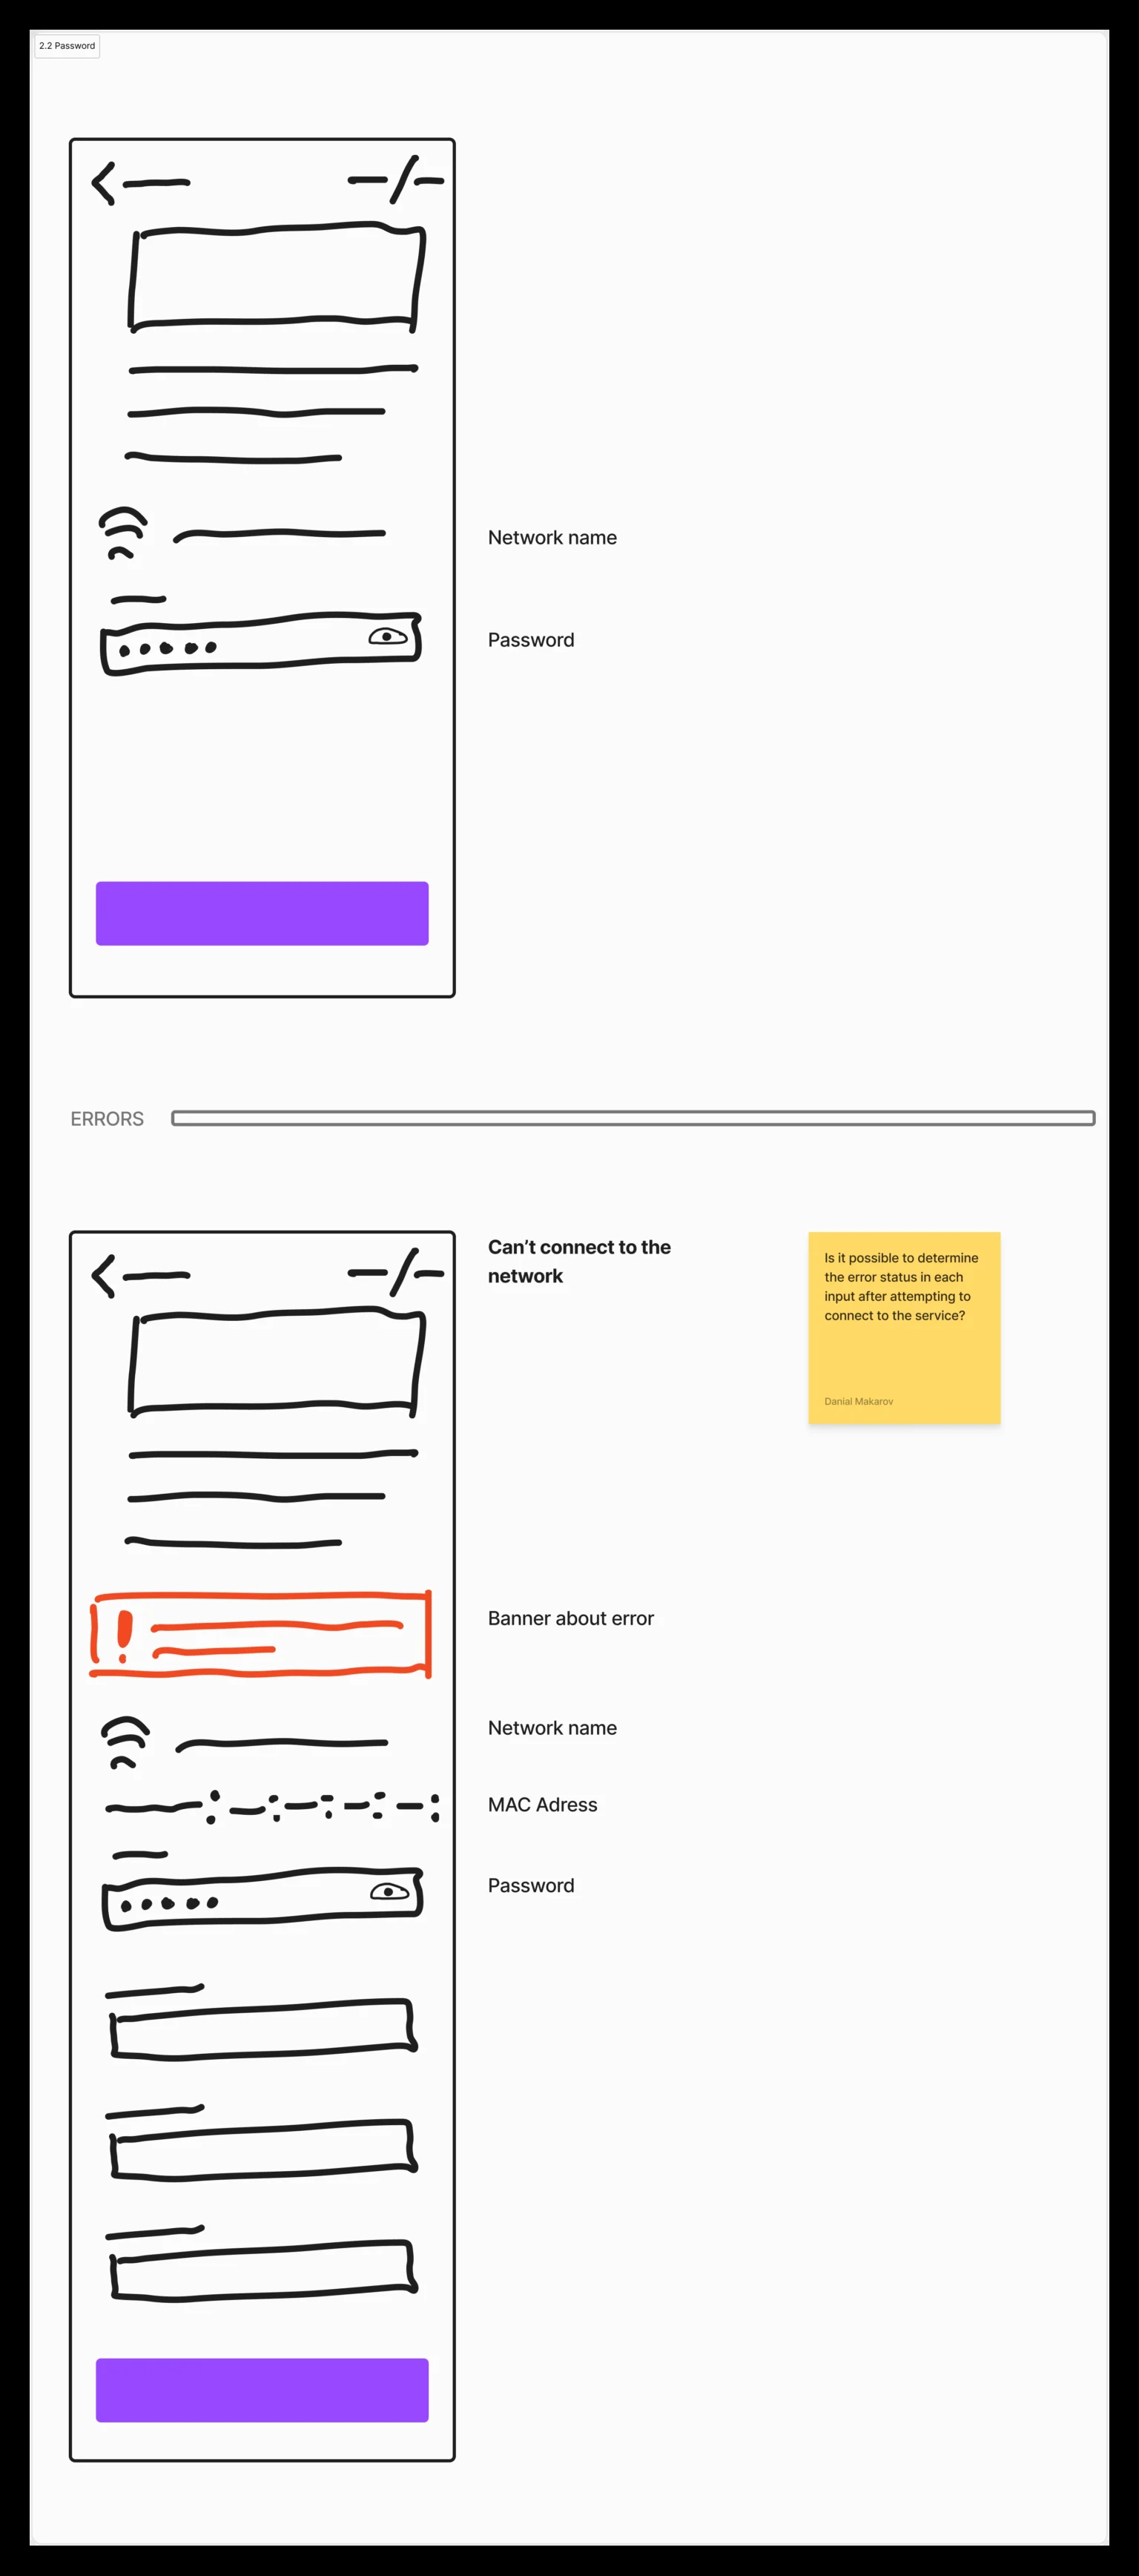 2.2 Password
Network name
Password
ERRORS
Can’t connect to the
network
Is it possible to determine
the error status in each
input after attempting to
connect to the service?
Danial Makarov
Banner about error
Network name
MAC Adress
Password